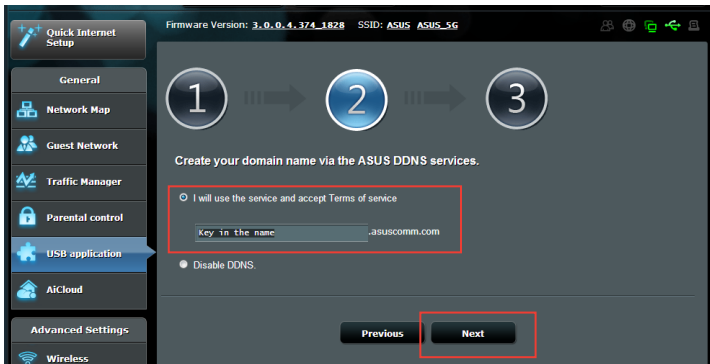 Quick Internet
Setup
Firmware Version: 3.0.0.4.374_1828 SSID: ASUS ASUS_5G
General
Network Map
Guest Network
Traffic Manager
Parental control
USB application
AiCloud
Advanced Settings
Wireless
1
2
3
Create your domain name via the ASUS DDNS services.
I will use the service and accept Terms of service
Key in the name .asuscomm.com
Disable DDNS.
Previous Next